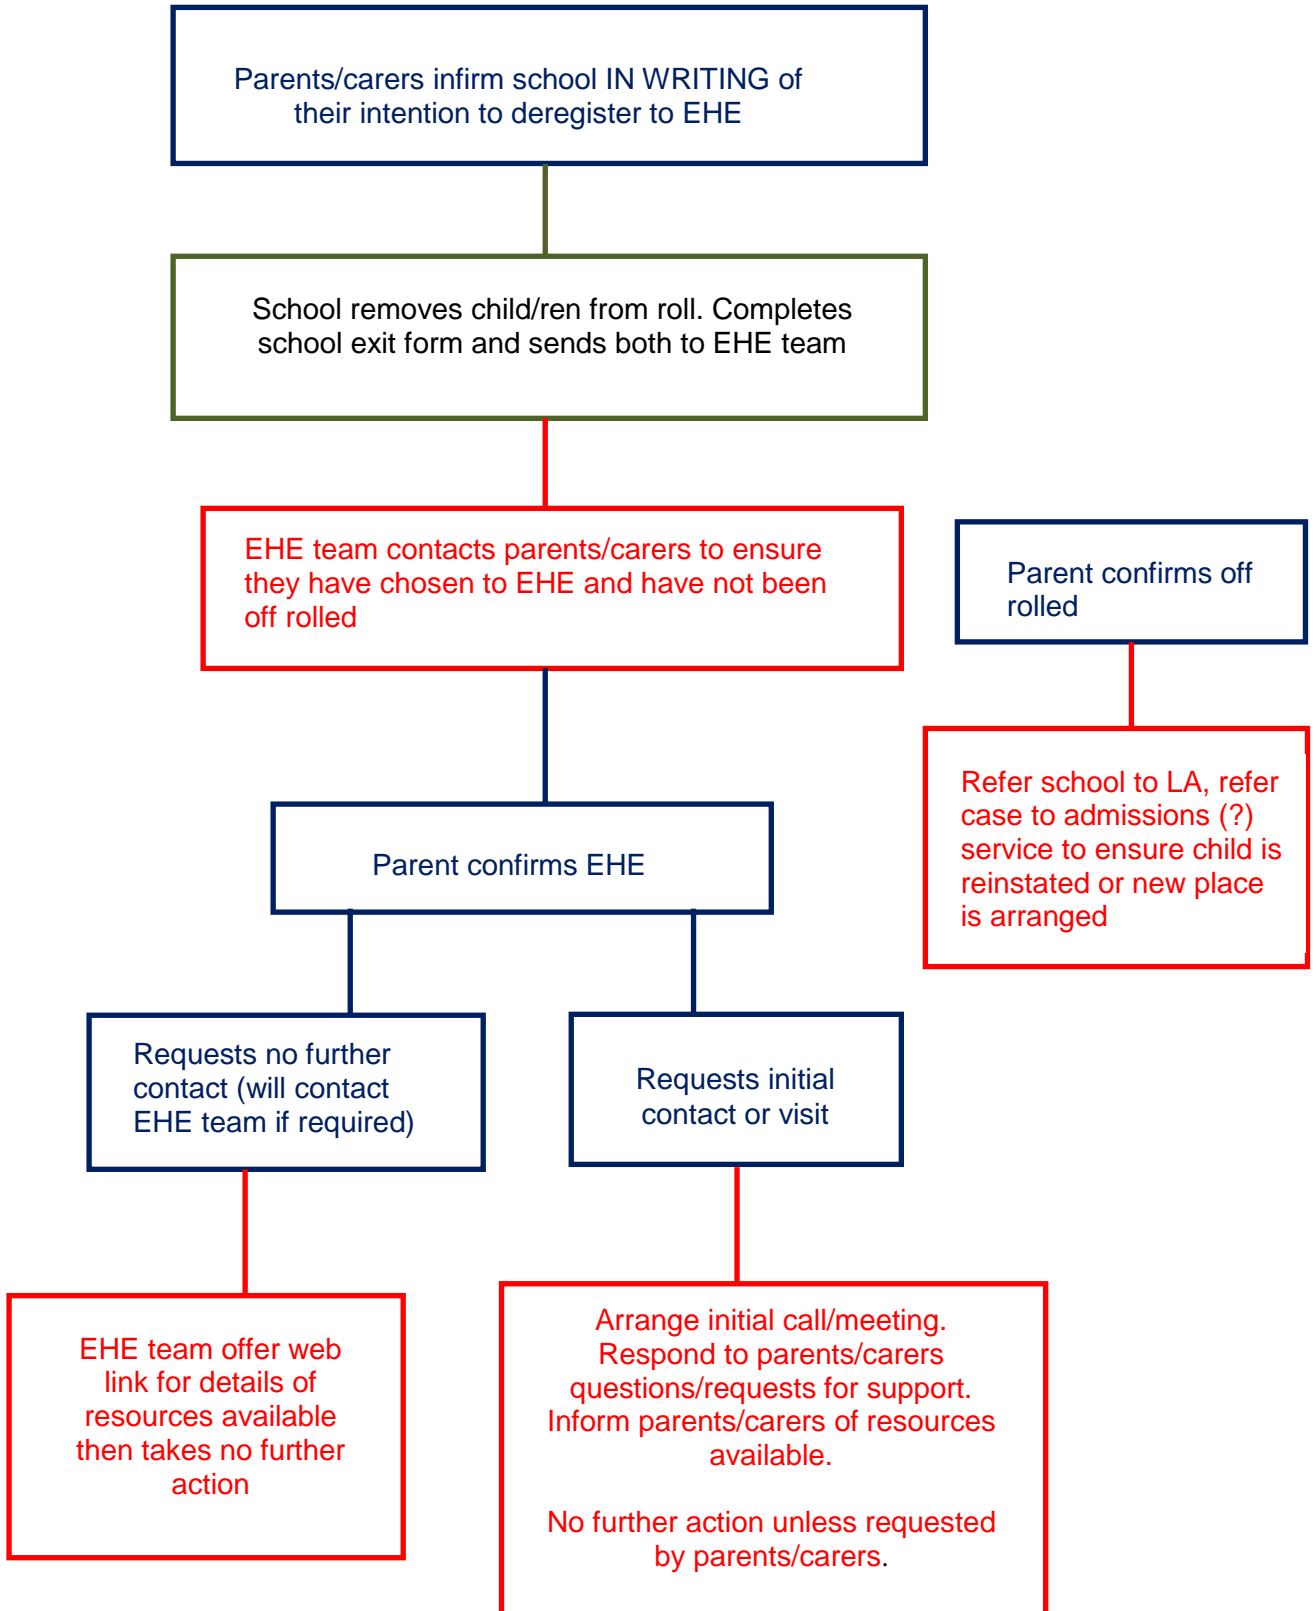 Parents/carers infirm school IN WRITING of
their intention to deregister to EHE
School removes child/ren from roll. Completes
school exit form and sends both to EHE team
EHE team contacts parents/carers to ensure
they have chosen to EHE and have not been
off rolled
Parent confirms off
rolled
Refer school to LA, refer
case to admissions (?)
service to ensure child is
reinstated or new place
is arranged
Parent confirms EHE
Requests no further
contact (will contact
EHE team if required)
Requests initial
contact or visit
EHE team offer web
link for details of
resources available
then takes no further
action
Arrange initial call/meeting.
Respond to parents/carers
questions/requests for support.
Inform parents/carers of resources
available.
No further action unless requested
by parents/carers.